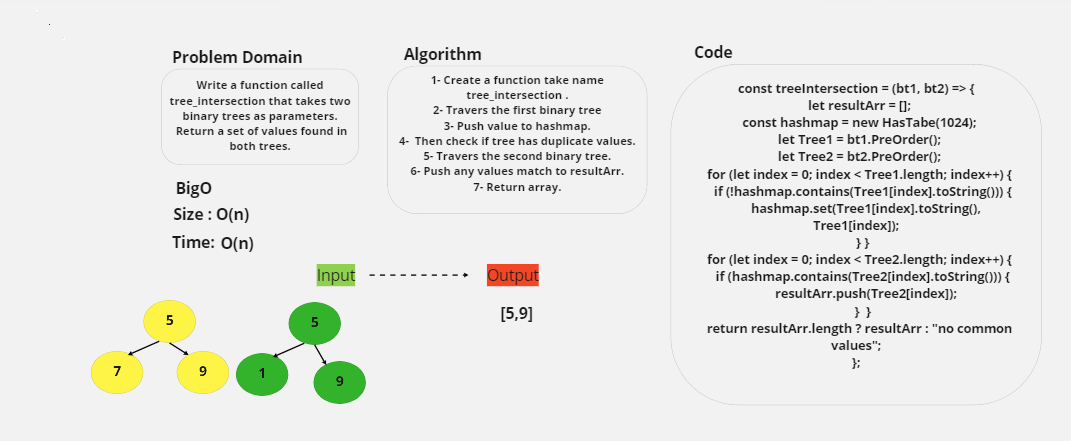 Problem Domain
Write a function called
tree_intersection that takes two
binary trees as parameters.
Return a set of values found in
both trees.
BigO
Size : O(n)
Time: O(n)
Algorithm
1- Create a function take name
tree_intersection .
2- Travers the first binary tree
3- Push value to hashmap.
4- Then check if tree has duplicate values.
5- Travers the second binary tree.
6- Push any values match to resultArr.
7- Return array.
Input
Output
[5,9]
5
7
9
5
1
9
Code
const treeIntersection = (bt1, bt2) => {
let resultArr = [];
const hashmap = new HasTabe(1024);
let Tree1 = bt1.PreOrder();
let Tree2 = bt2.PreOrder();
for (let index = 0; index < Tree1.length; index++) {
if (!hashmap.contains(Tree1[index].toString())) {
hashmap.set(Tree1[index].toString(),
Tree1[index]);
} }
for (let index = 0; index < Tree2.length; index++) {
if (hashmap.contains(Tree2[index].toString())) {
resultArr.push(Tree2[index]);
} }
return resultArr.length ? resultArr : "no common
values";
};